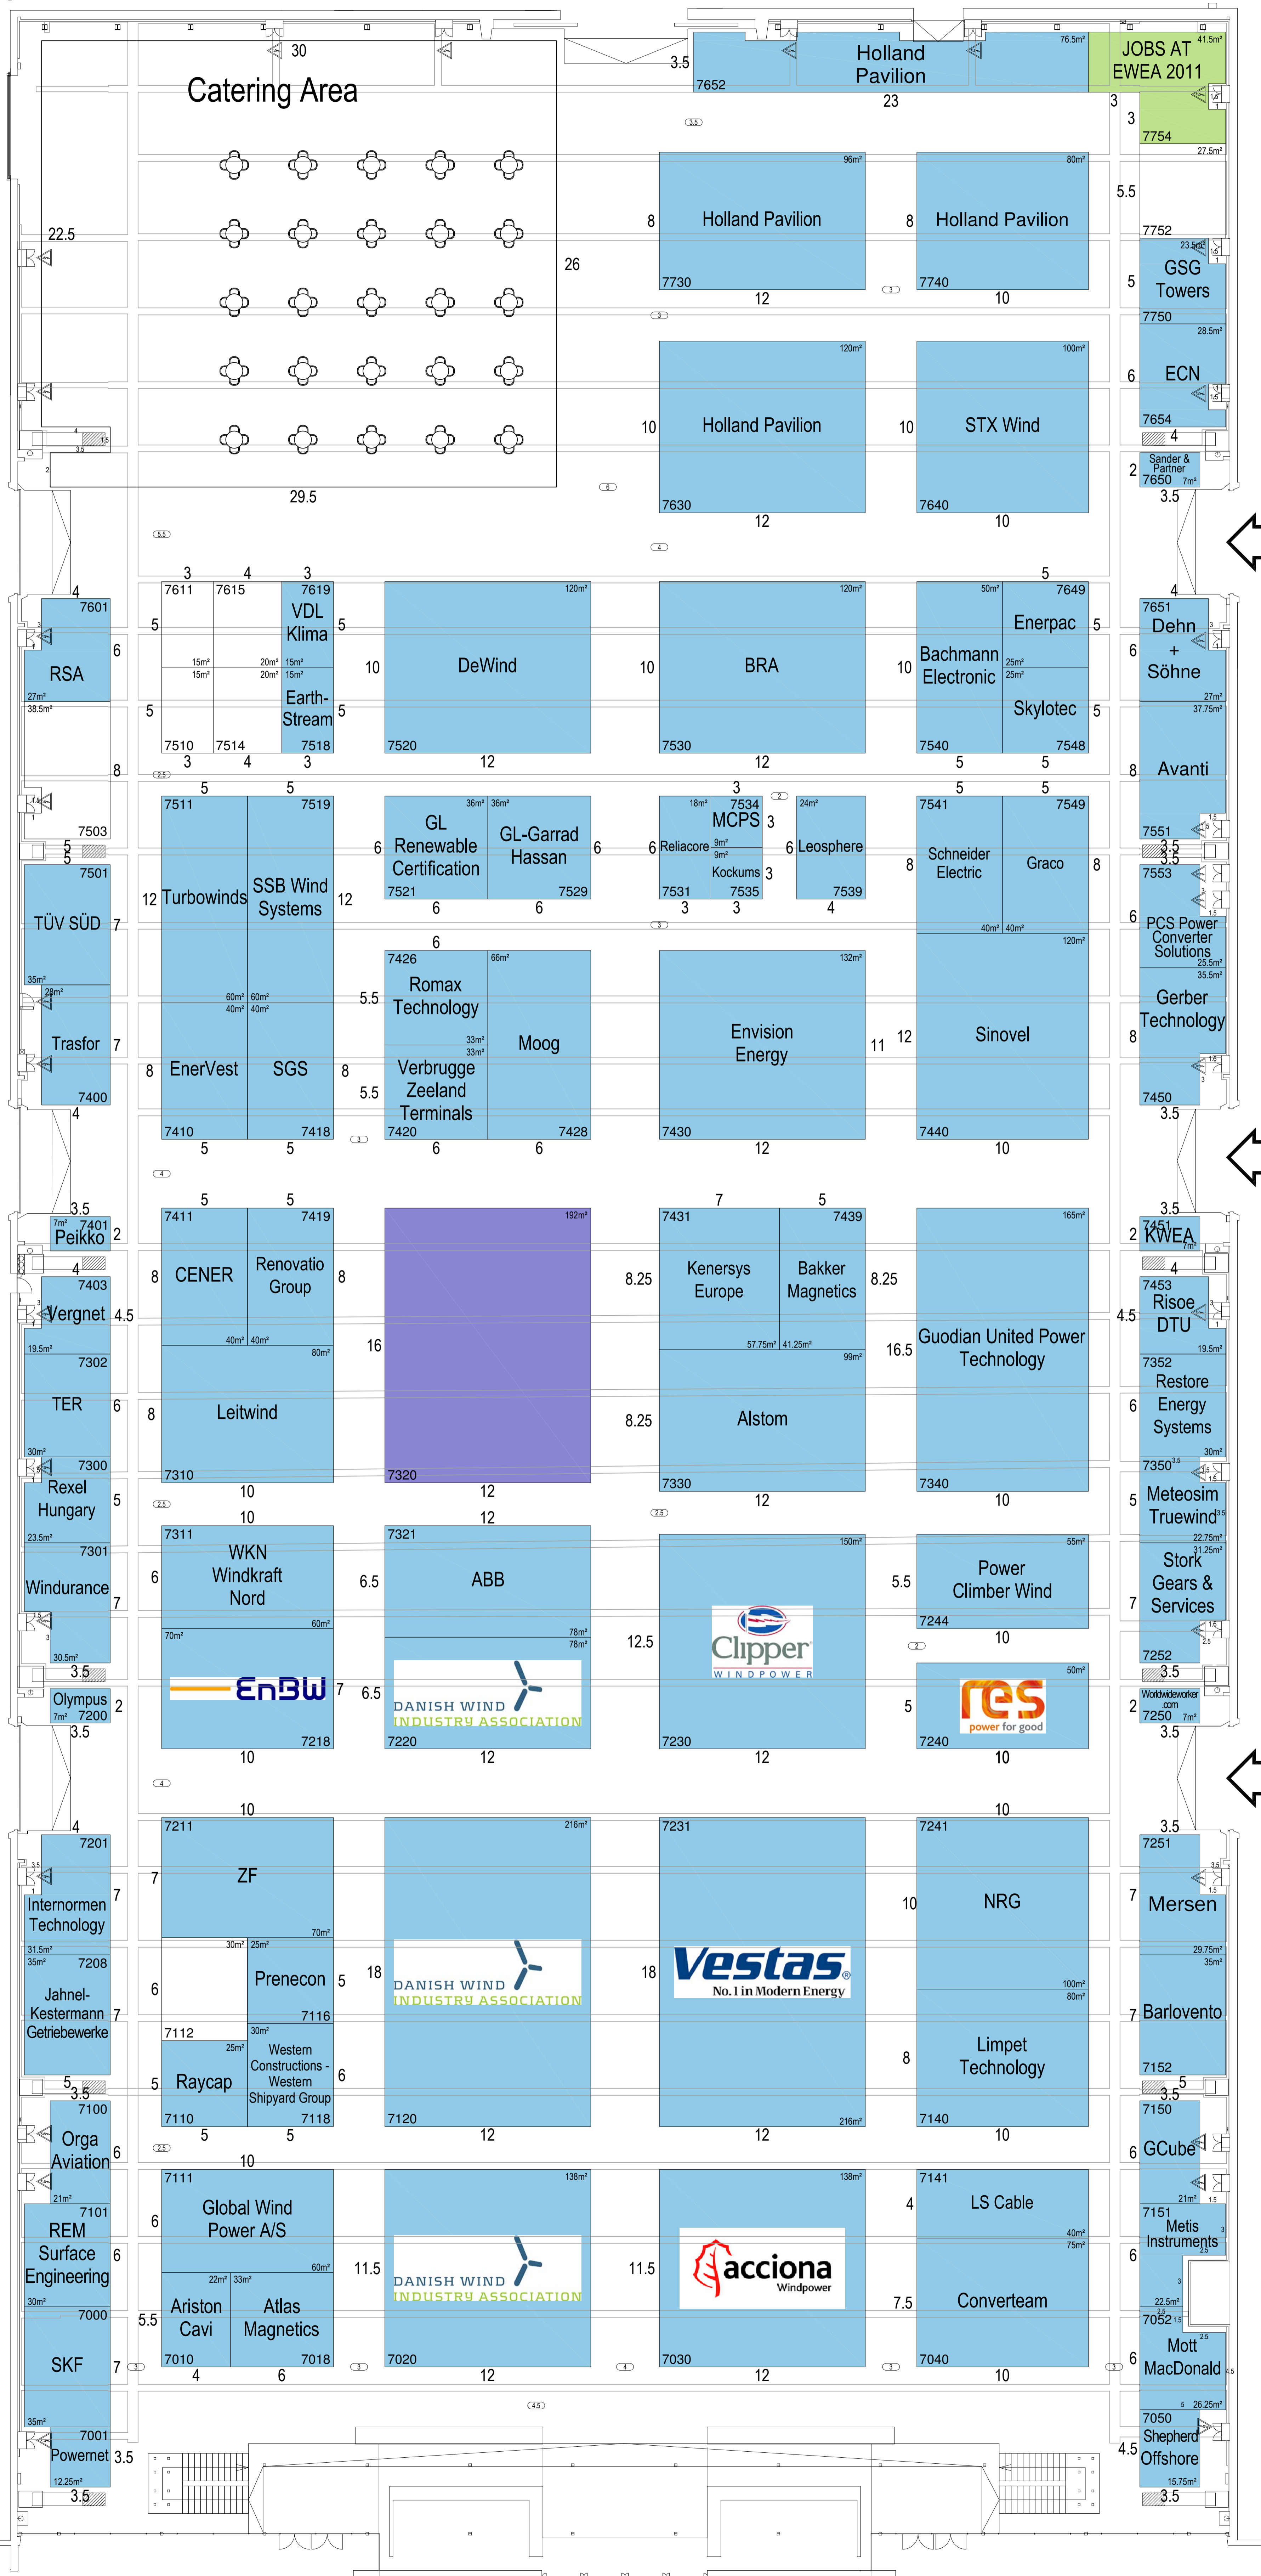 30
Catering Area
22.5
26
29.5
3.5
Holland
Pavilion
76.5m²
7652
23
JOBS AT
EWEA 2011
41.5m²
3
3
7754
27.5m²
5.5
7752
96m²
8
Holland Pavilion
7730
12
80m²
8
Holland Pavilion
7740
10
23.5m²
5
GSG
Towers
7750
28.5m²
6
ECN
7654
4
120m²
10
Holland Pavilion
7630
12
100m²
10
STX Wind
7640
10
2
Sander &
Partner
7650 7m²
3.5
4
7601
6
RSA
27m²
38.5m²
8
7503
5
3 4 3
7611 7615 7619
VDL
Klima
5 5
15m² 20m² 15m²
15m² 20m² 15m²
Earth-
Stream
5 5
7510 7514 7518
3 4 3
120m²
10
DeWind
7520
12
120m²
10
BRA
7530
12
50m²
10
Bachmann
Electronic
7540
5
5
7649
Enerpac
5
25m²
25m²
Skylotec
5
7548
5
4
7651
Dehn
+
Söhne
6
27m²
37.75m²
8
Avanti
7551
3.5
5
7501
TÜV SÜD
7
35m²
28m²
Trasfor
7
7400
4
5 5
7511 7519
12
Turbowinds
SSB Wind
Systems
12
60m² 60m²
40m² 40m²
8
EnerVest
SGS
8
7410 7418
5 5
36m² 36m²
6
GL
Renewable
Certification
GL-Garrad
Hassan
6
7521 7529
6 6
3
18m² 7534
MCPS 3
6 Reliacore
9m²
9m²
Kockums 3
7531 7535
3 3
24m²
6 Leosphere
7539
4
5 5
7541 7549
8
Schneider
Electric
Graco
8
40m² 40m²
120m²
12
Sinovel
7440
10
3.5
7553
6
PCS Power
Converter
Solutions
25.5m²
35.5m²
8
Gerber
Technology
7450
3.5
6
7426 66m²
Romax
Technology
5.5
33m²
33m²
Moog
Verbrugge
Zeeland
Terminals
5.5
7420 7428
6 6
132m²
Envision
Energy
11
7430
12
3.5
7m² 7401
Peikko 2
4
7403
Vergnet 4.5
19.5m²
7302
TER 6
30m²
7300
Rexel
Hungary 5
23.5m²
7301
Windurance
7
30.5m²
3.5
Olympus 2
7m² 7200
3.5
5 5
7411 7419
8
CENER
Renovatio
Group
8
40m² 40m²
80m²
8
Leitwind
7310
10
192m²
16
7320
12
7 5
7431 7439
8.25
Kenersys
Europe
Bakker
Magnetics
8.25
57.75m² 41.25m²
99m²
8.25
Alstom
7330
12
165m²
16.5
Guodian United Power
Technology
7340
10
3.5
7451
2 KWEA
7m²
4
7453
Risoe
DTU
4.5
19.5m²
7352
Restore
Energy
Systems
6
30m²
7350
Meteosim
Truewind
5
22.75m²
31.25m²
Stork
Gears &
Services
7
7252
3.5
Worldwideworker
.com
2
7250 7m²
3.5
10
7311
WKN
Windkraft
Nord
6
60m²
70m²
EnBW 7
7218
10
12
7321
6.5
ABB
78m²
78m²
6.5
DANISH WIND
INDUSTRY ASSOCIATION
7220
12
150m²
12.5
Clipper
WINDPOWER
7230
12
55m²
5.5
Power
Climber Wind
7244
10
50m²
5
res
power for good
7240
10
4
7201
Internormen
Technology
7
31.5m²
35m² 7208
Jahnel-
Kestermann
Getriebewerke
7
5
10
7211
7
ZF
70m²
30m² 25m²
6
Prenecon 5
7116
7112
30m²
25m²
5
Raycap
Western
Constructions -
Western
Shipyard Group
6
7110 7118
5 5
216m²
18
DANISH WIND
INDUSTRY ASSOCIATION
7120
12
7231
18
Vestas®
No. 1 in Modern Energy
216m²
12
10
7241
10
NRG
100m²
80m²
8
Limpet
Technology
7140
10
3.5
7251
7
Mersen
29.75m²
35m²
7
Barlovento
7152
5
3.5
7100
Orga
Aviation 6
21m²
7101
REM
Surface
Engineering
6
30m²
7000
SKF 7
35m²
7001
Powernet 3.5
12.25m²
3.5
10
7111
6
Global Wind
Power A/S
60m²
22m² 33m²
5.5
Ariston
Cavi
Atlas
Magnetics
7010 7018
4 6
138m²
11.5
DANISH WIND
INDUSTRY ASSOCIATION
7020
12
138m²
11.5
acciona
Windpower
7030
12
7141
4
LS Cable
40m²
75m²
7.5
Converteam
7040
10
3.5
7150
6 GCube
21m²
7151
Metis
Instruments
6
22.5m²
7052
Mott
MacDonald
6
26.25m²
7050
Shepherd
Offshore
4.5
15.75m²
3.5